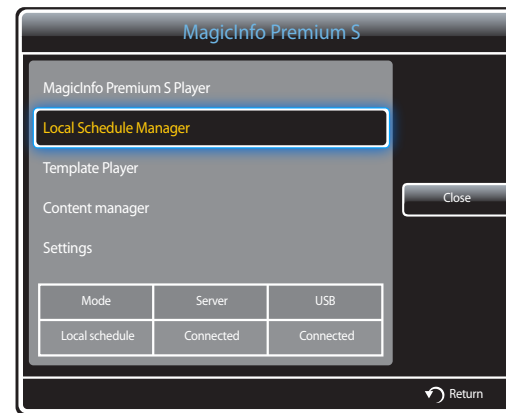 MagicInfo Premium S
MagicInfo Premium S Player
Local Schedule Manager
Template Player
Content manager
Settings
Close
Mode Server USB
Local schedule Connected Connected
Return